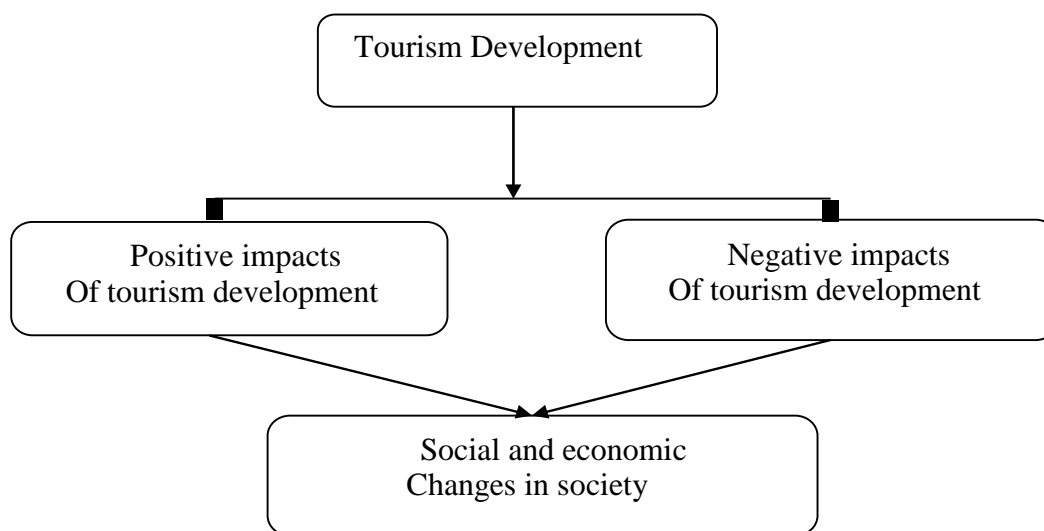 Tourism Development
Positive impacts
Of tourism development
Negative impacts
Of tourism development
Social and economic
Changes in society